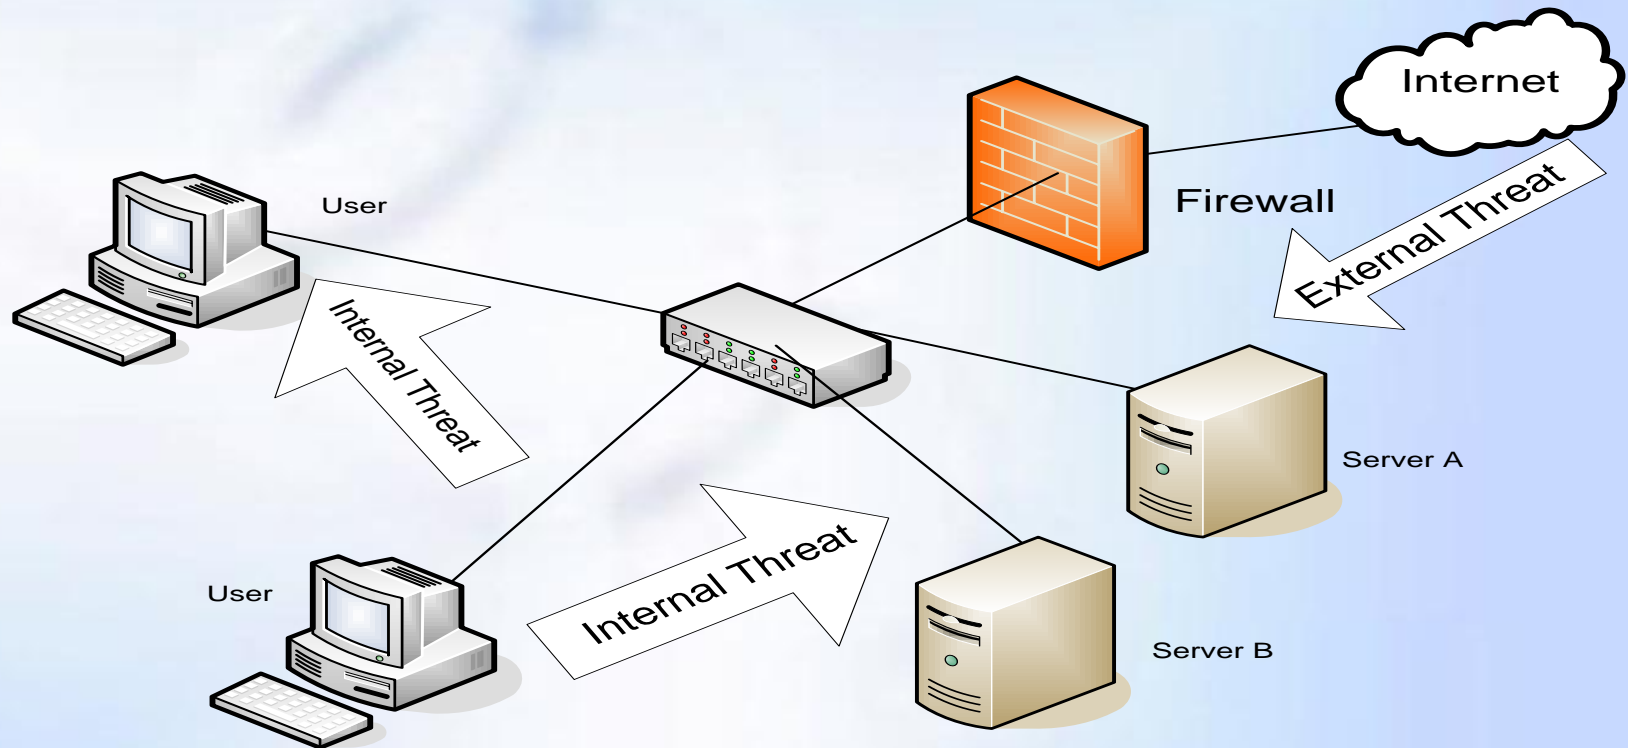 Internet
User
Firewall
External Threat
Internal Threat
Server A
Internal Threat
User
Server B